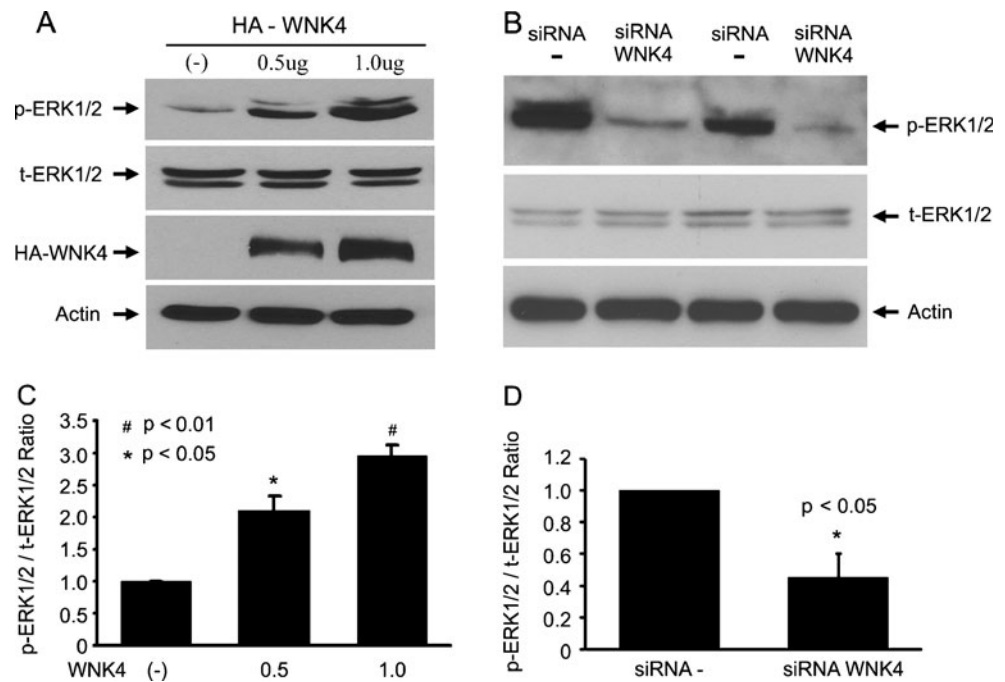 A
HA - WNK4
(-) 0.5ug 1.0ug
p-ERK1/2
t-ERK1/2
HA-WNK4
Actin
B
siRNA siRNA siRNA siRNA
- WNK4 - WNK4
p-ERK1/2
t-ERK1/2
Actin
C
p-ERK1/2 / t-ERK1/2 Ratio
3.5
3.0
2.5
2.0
1.5
1.0
0.5
0
# p < 0.01
* p < 0.05
*
#
WNK4 (-) 0.5 1.0
D
p-ERK1/2 / t-ERK1/2 Ratio
1.2
1.0
0.8
0.6
0.4
0.2
0
p < 0.05
*
siRNA - siRNA WNK4